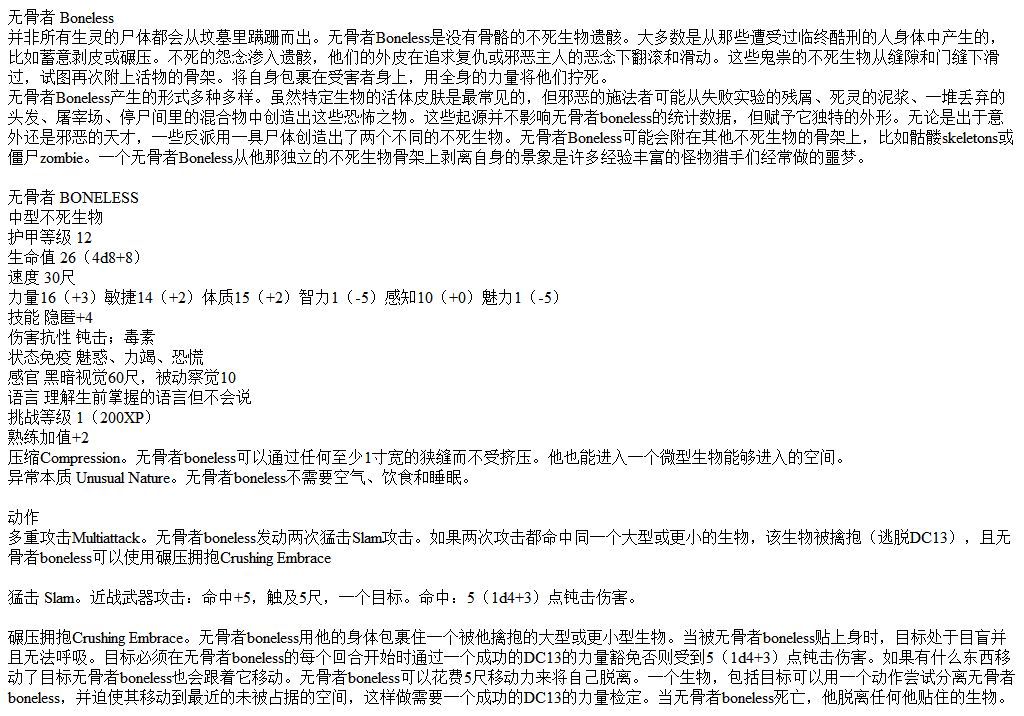 无骨者 Boneless
并非所有生灵的尸体都会从坟墓里蹒跚而出。无骨者Boneless是没有骨骼的不死生物遗骸。大多数是从那些遭受过临终酷刑的人身体中产生的，
比如蓄意剥皮或碾压。不死的怨念渗入遗骸，他们的外皮在追求复仇或邪恶主人的恶念下翻滚和滑动。这些鬼祟的不死生物从缝隙和门缝下滑
过，试图再次附上活物的骨架。将自身包裹在受害者身上，用全身的力量将他们拧死。
无骨者Boneless产生的形式多种多样。虽然特定生物的活体皮肤是最常见的，但邪恶的施法者可能从失败实验的残屑、死灵的泥浆、一堆丢弃的
头发、屠宰场、停尸间里的混合物中创造出这些恐怖之物。这些起源并不影响无骨者boneless的统计数据，但赋予它独特的外形。无论是出于意
外还是邪恶的天才，一些反派用一具尸体创造出了两个不同的不死生物。无骨者Boneless可能会附在其他不死生物的骨架上，比如骷髅skeletons或
僵尸zombie。一个无骨者Boneless从他那独立的不死生物骨架上剥离自身的景象是许多经验丰富的怪物猎手们经常做的噩梦。
无骨者 BONELESS
中型不死生物
护甲等级 12
生命值 26（4d8+8）
速度 30尺
力量16（+3）敏捷14（+2）体质15（+2）智力1（-5）感知10（+0）魅力1（-5）
技能 隐匿+4
伤害抗性 钝击；毒素
状态免疫 魅惑、力竭、恐慌
感官 黑暗视觉60尺，被动察觉10
语言 理解生前掌握的语言但不会说
挑战等级 1（200XP）
熟练加值+2
压缩Compression。无骨者boneless可以通过任何至少1寸宽的狭缝而不受挤压。他也能进入一个微型生物能够进入的空间。
异常本质 Unusual Nature。无骨者boneless不需要空气、饮食和睡眠。
动作
多重攻击Multiattack。无骨者boneless发动两次猛击Slam攻击。如果两次攻击都命中同一个大型或更小的生物，该生物被擒抱（逃脱DC13），且无
骨者boneless可以使用碾压拥抱Crushing Embrace
猛击 Slam。近战武器攻击：命中+5，触及5尺，一个目标。命中：5（1d4+3）点钝击伤害。
碾压拥抱Crushing Embrace。无骨者boneless用他的身体包裹住一个被他擒抱的大型或更小型生物。当被无骨者boneless贴上身时，目标处于目盲并
且无法呼吸。目标必须在无骨者boneless的每个回合开始时通过一个成功的DC13的力量豁免否则受到5（1d4+3）点钝击伤害。如果有什么东西移
动了目标无骨者boneless也会跟着它移动。无骨者boneless可以花费5尺移动力来将自己脱离。一个生物，包括目标可以用一个动作尝试分离无骨者
boneless，并迫使其移动到最近的未被占据的空间，这样做需要一个成功的DC13的力量检定。当无骨者boneless死亡，他脱离任何他贴住的生物。